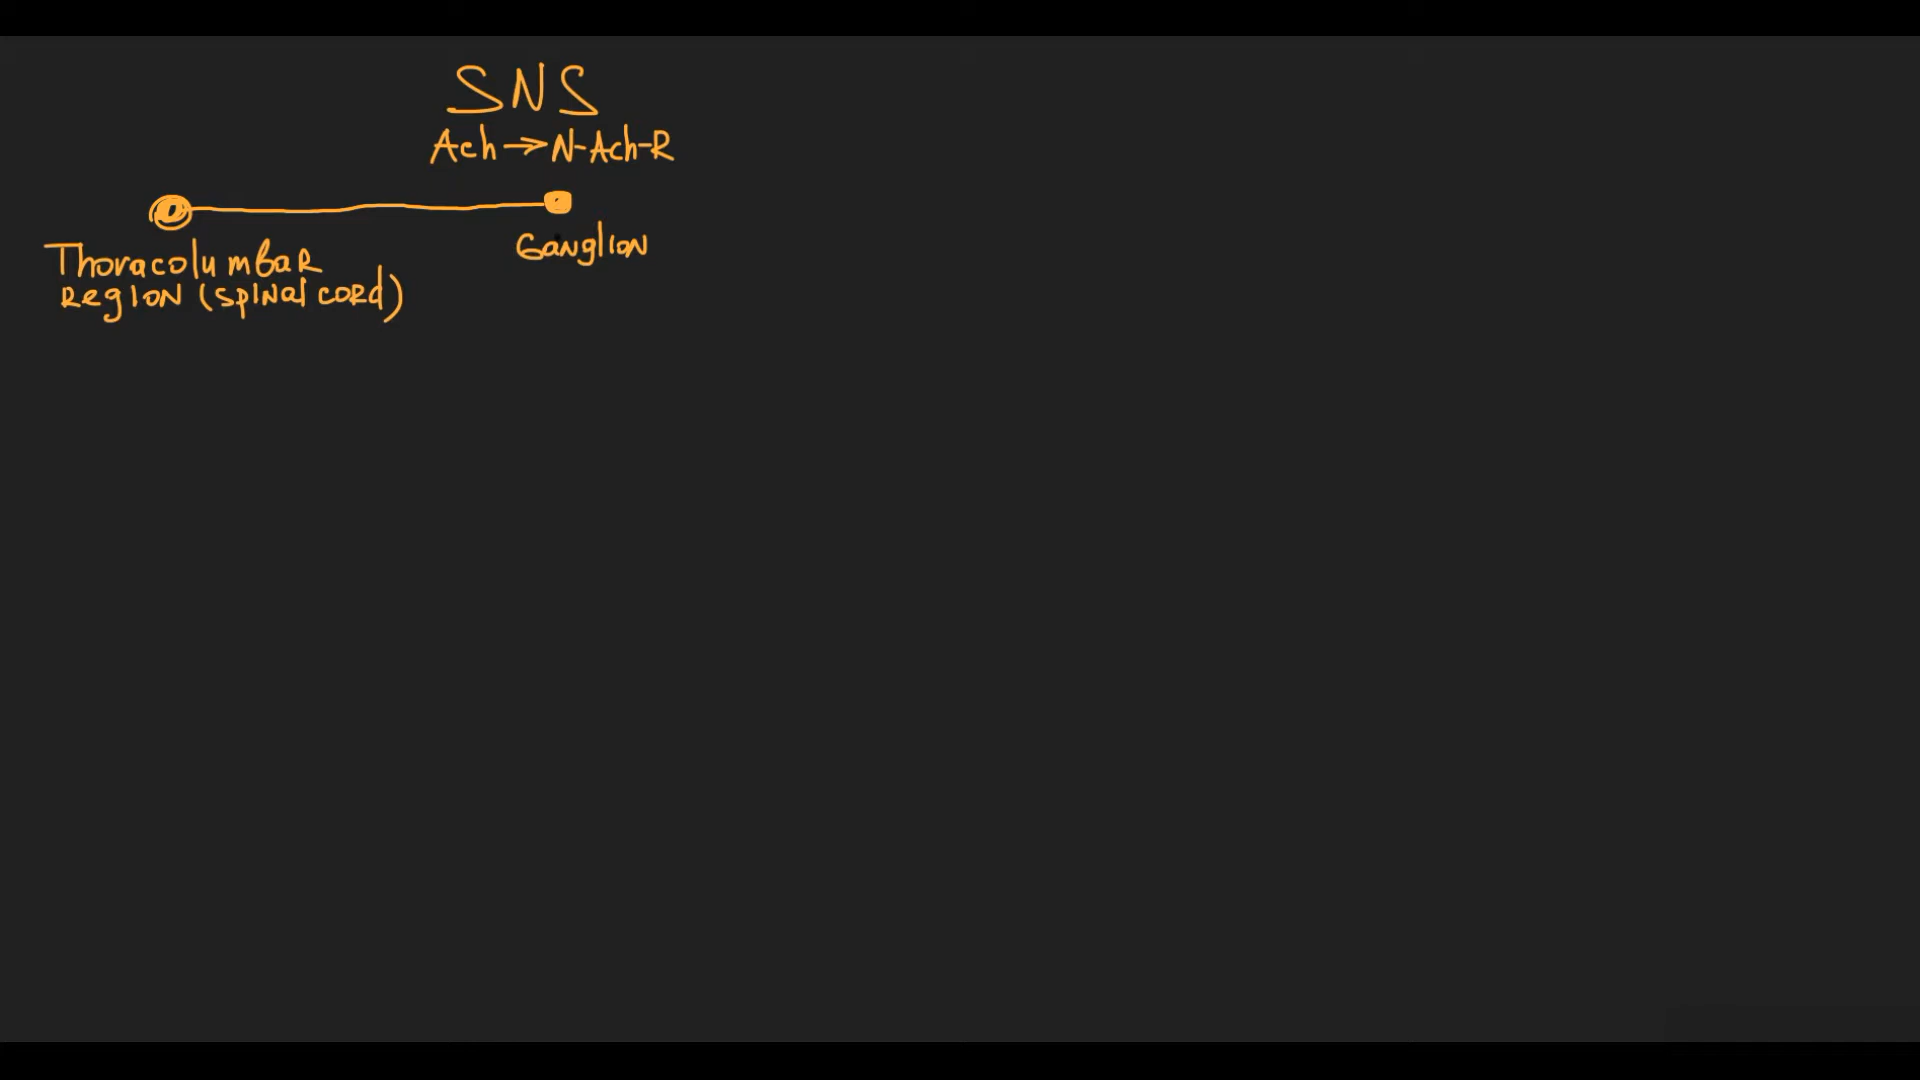 SNS
Ach→N-Ach-R
Ganglion
Thoracolumbar
Region (spinal cord)